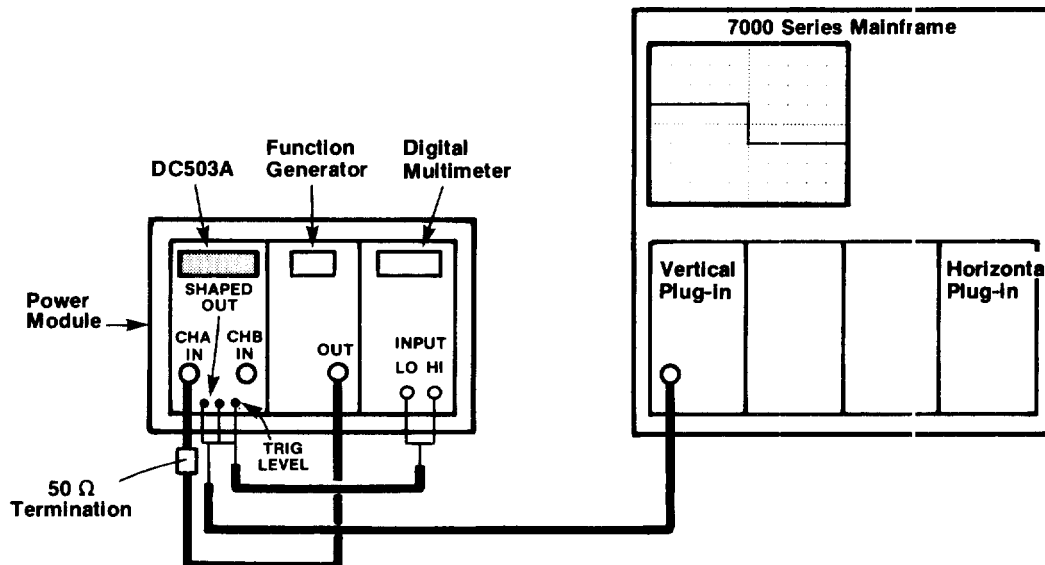 7000 Series Mainframe
DC503A
Function
Generator
Digital
Multimeter
Power
Module
SHAPED
OUT
CHA
IN
CHB
IN
OUT
INPUT
LO HI
TRIG
LEVEL
50 Ω
Termination
Vertical
Plug-in
Horizonta
Plug-in